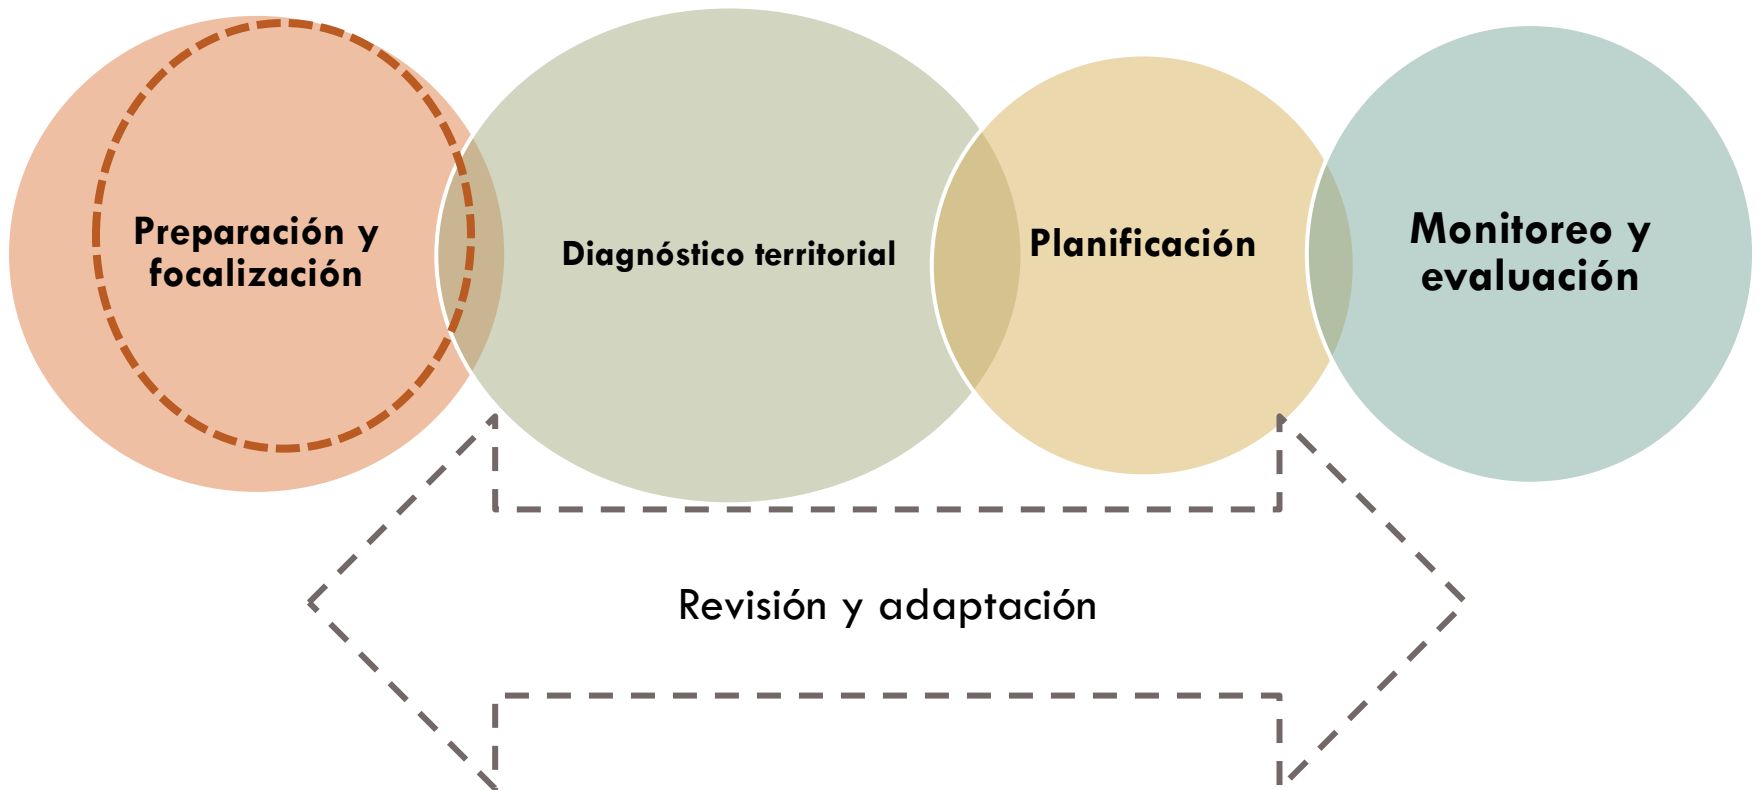 Preparación y
focalización
Diagnóstico territorial
Planificación
Monitoreo y
evaluación
Revisión y adaptación